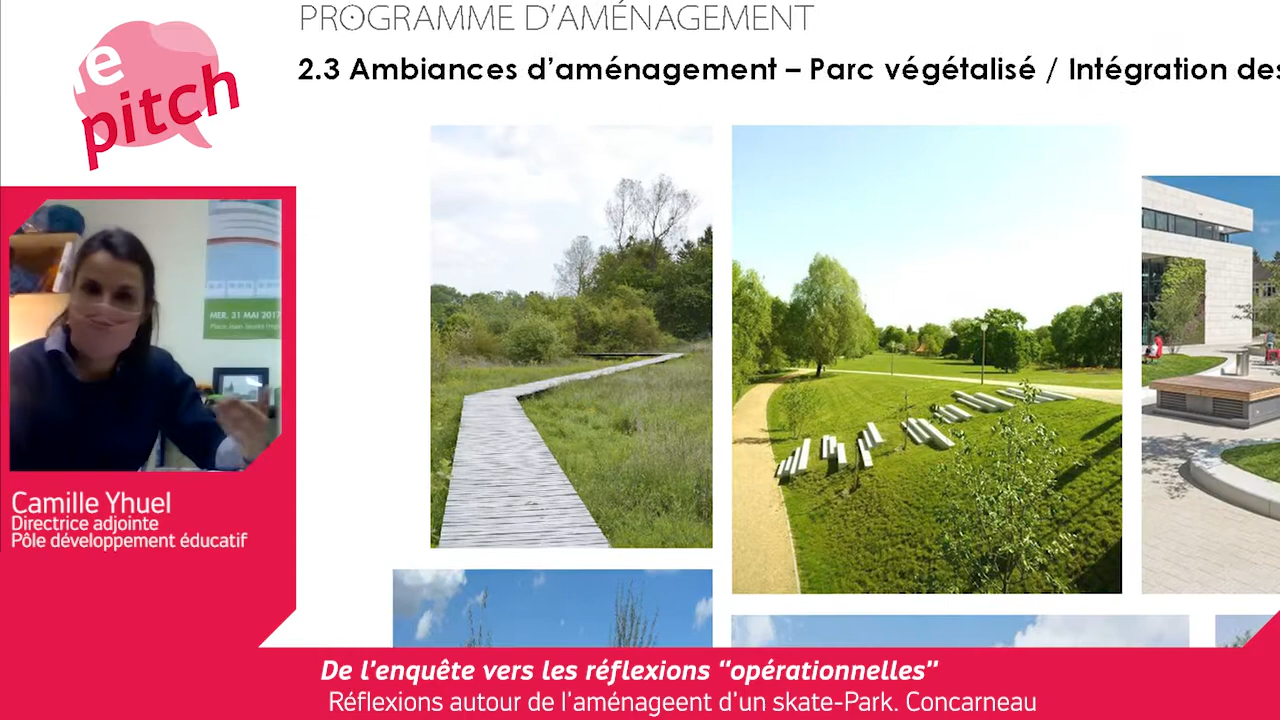 le
pitch
PROGRAMME D'AMÉNAGEMENT
2.3 Ambiances d'aménagement – Parc végétalisé / Intégration des
MER. 31 MAI 2017
Camille Yhuel
Directrice adjointe
Pôle développement éducatif
De l'enquête vers les réflexions “opérationnelles”
Réflexions autour de l'aménageent d'un skate-Park. Concarneau